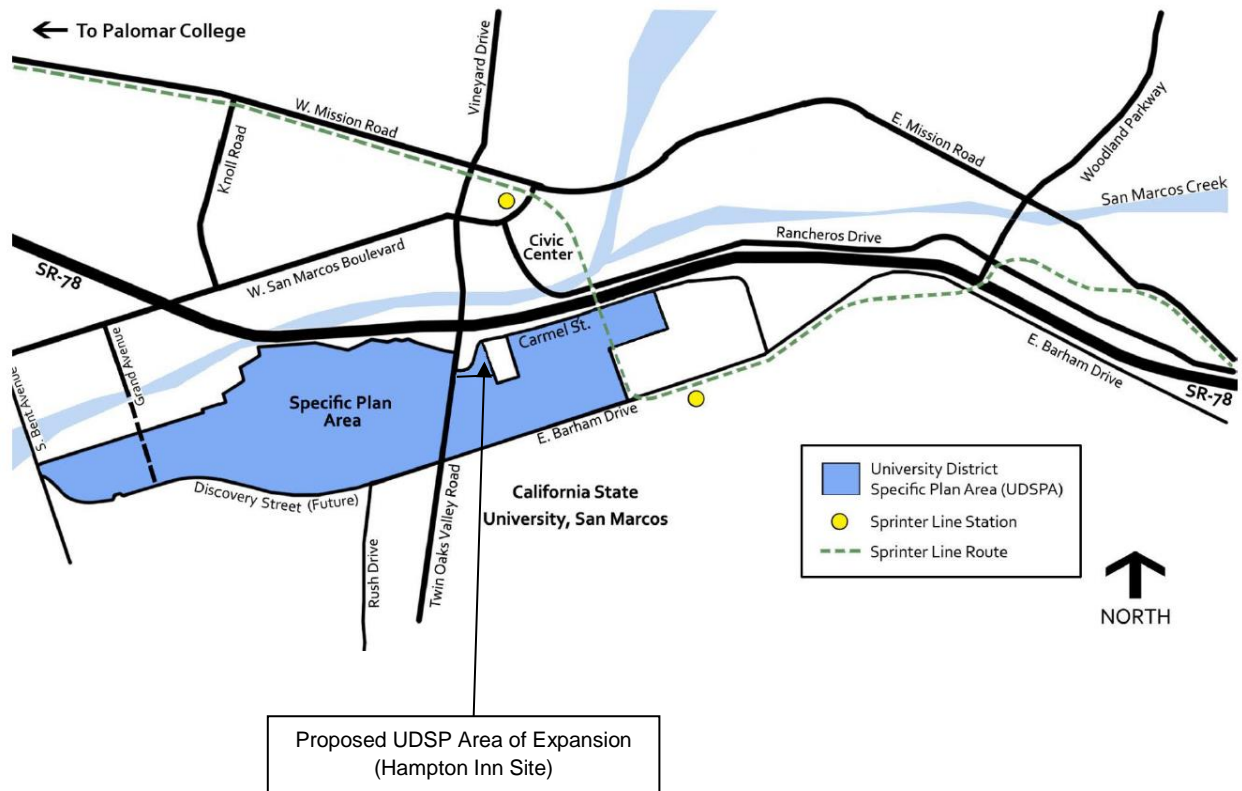 To Palomar College
Vineyard Drive
W. Mission Road
Knoll Road
E. Mission Road
Woodland Parkway
San Marcos Creek
Civic
Center
Rancheros Drive
SR-78
W. San Marcos Boulevard
Carmel St.
S. Bent Avenue
Grand Avenue
Specific Plan
Area
E. Barham Drive
E. Barham Drive
SR-78
Discovery Street (Future)
California State
University, San Marcos
Rush Drive
Twin Oaks Valley Road
University District
Specific Plan Area (UDSPA)
Sprinter Line Station
Sprinter Line Route
NORTH
Proposed UDSP Area of Expansion
(Hampton Inn Site)